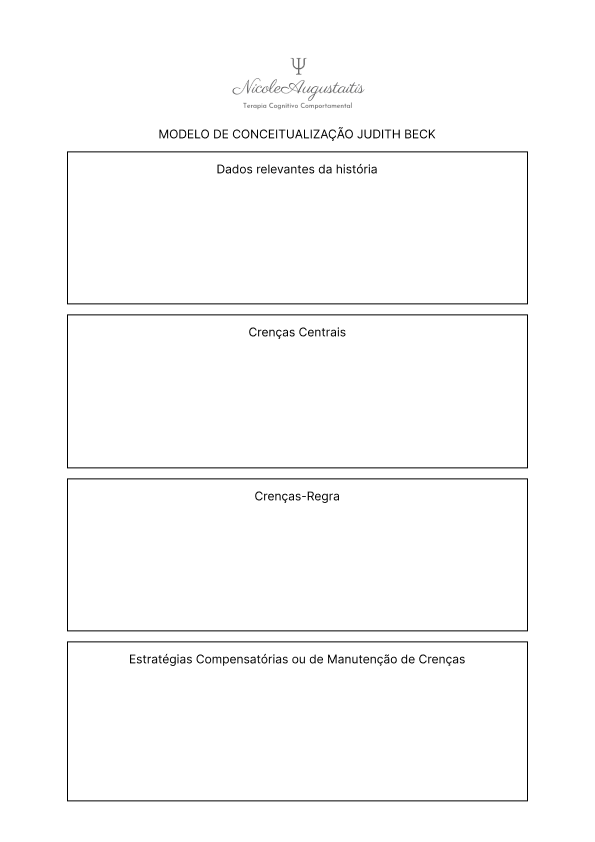 Ψ
NicoleAugustaitis
Terapia Cognitivo Comportamental
MODELO DE CONCEITUALIZAÇÃO JUDITH BECK
Dados relevantes da história
Crenças Centrais
Crenças-Regra
Estratégias Compensatórias ou de Manutenção de Crenças